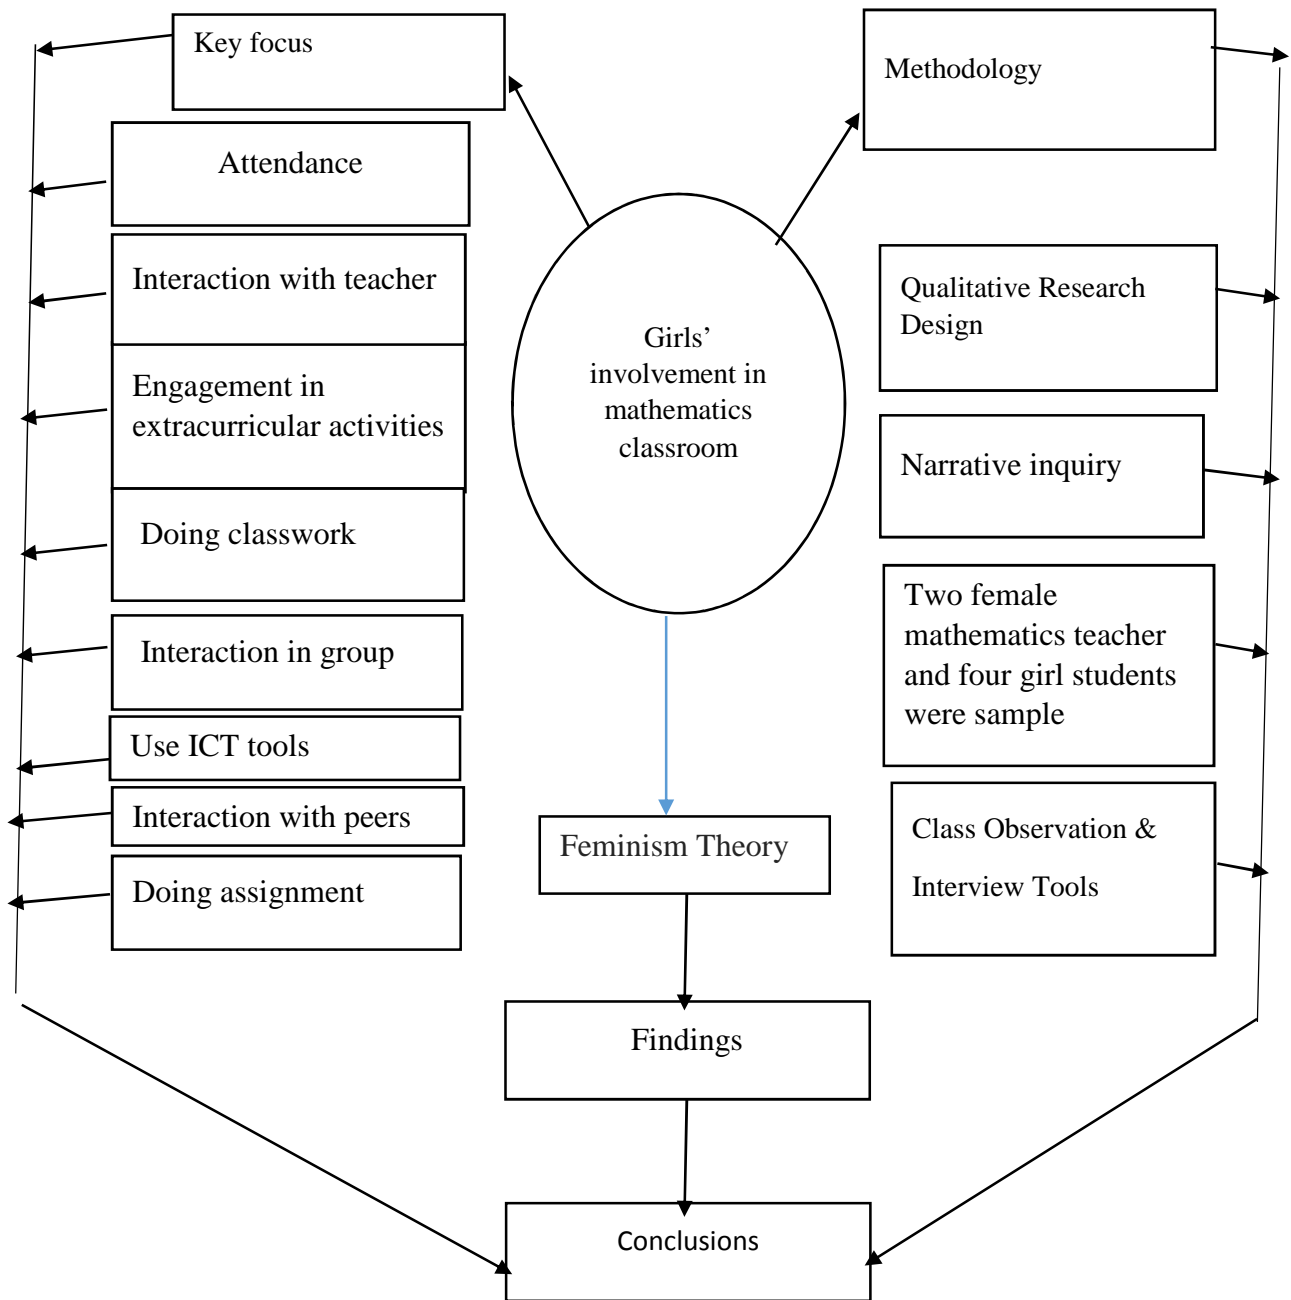 Key focus
Attendance
Interaction with teacher
Engagement in
extracurricular activities
Doing classwork
Interaction in group
Use ICT tools
Interaction with peers
Doing assignment
Girls’
involvement in
mathematics
classroom
Feminism Theory
Findings
Conclusions
Methodology
Qualitative Research
Design
Narrative inquiry
Two female
mathematics teacher
and four girl students
were sample
Class Observation &
Interview Tools